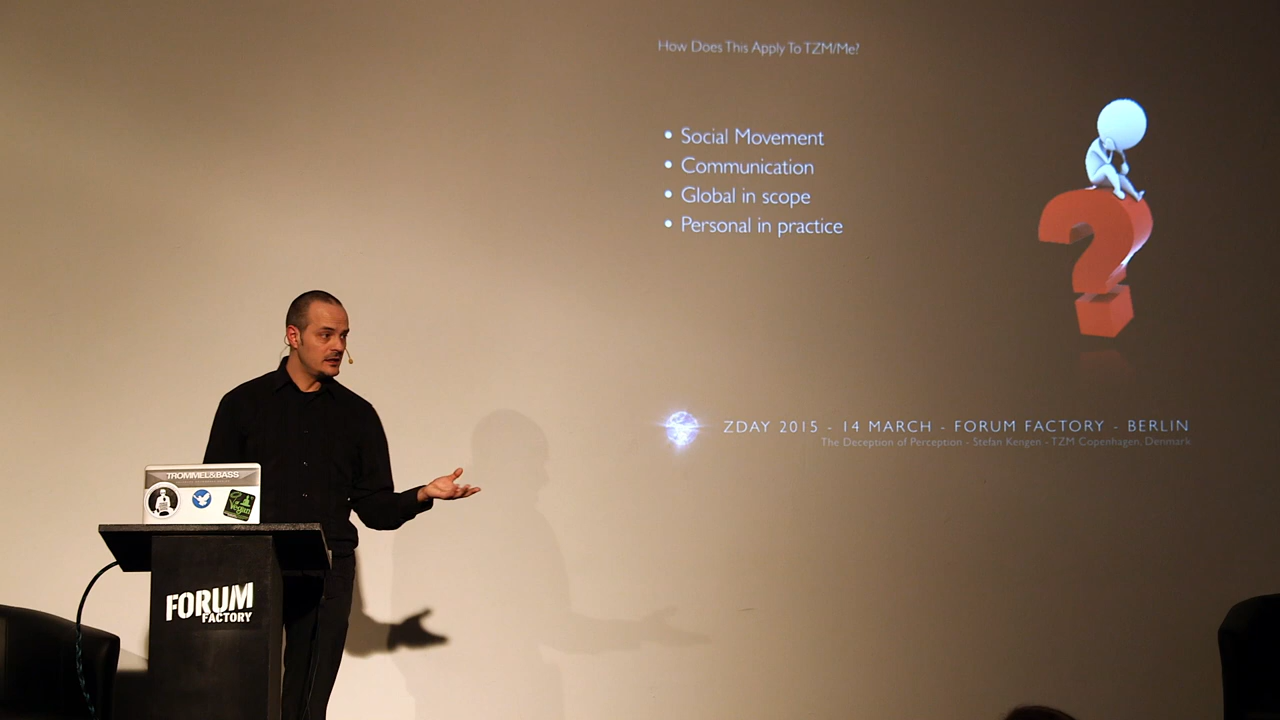 How Does This Apply To TZM/Me?
• Social Movement
• Communication
• Global in scope
• Personal in practice
ZDAY 2015 - 14 MARCH - FORUM FACTORY - BERLIN
The Deception of Perception - Stefan Kengen - TZM Copenhagen, Denmark
TROMMEL&BASS
Vegan
FORUM
FACTORY